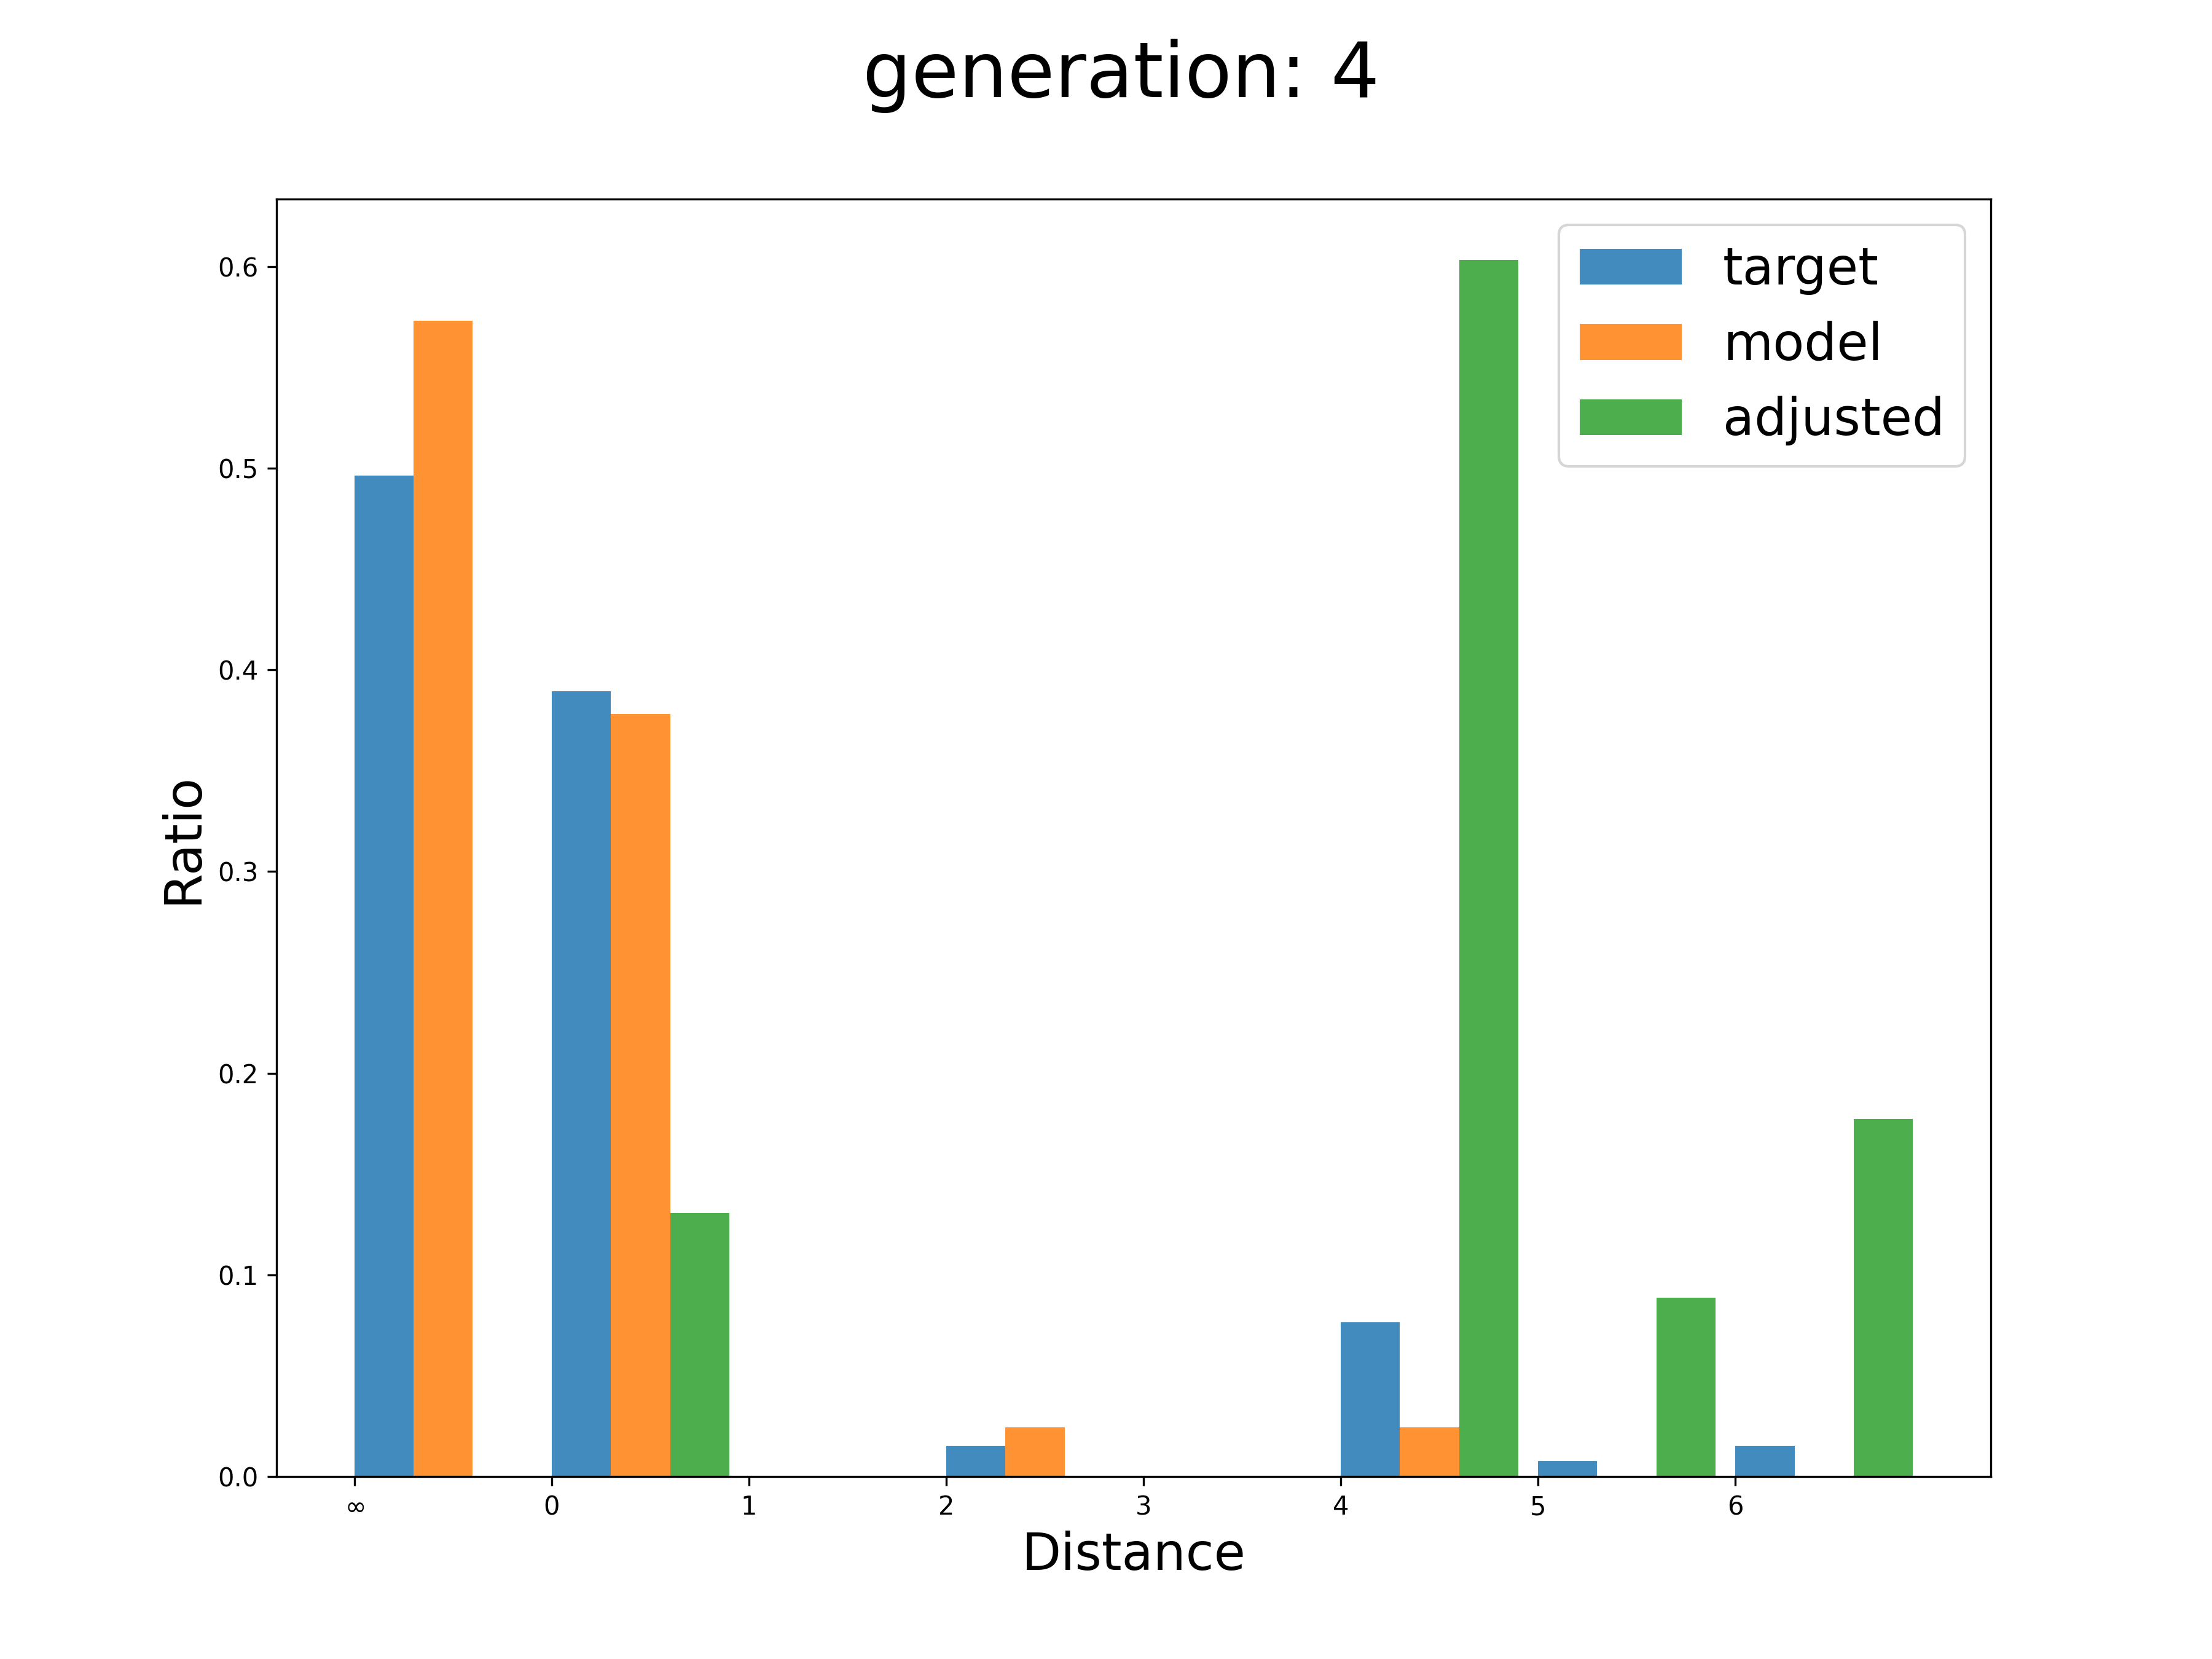 generation: 4
target
model
adjusted
Ratio
0.6
0.5
0.4
0.3
0.2
0.1
0.0
∞ 0 1 2 3 4 5 6
Distance